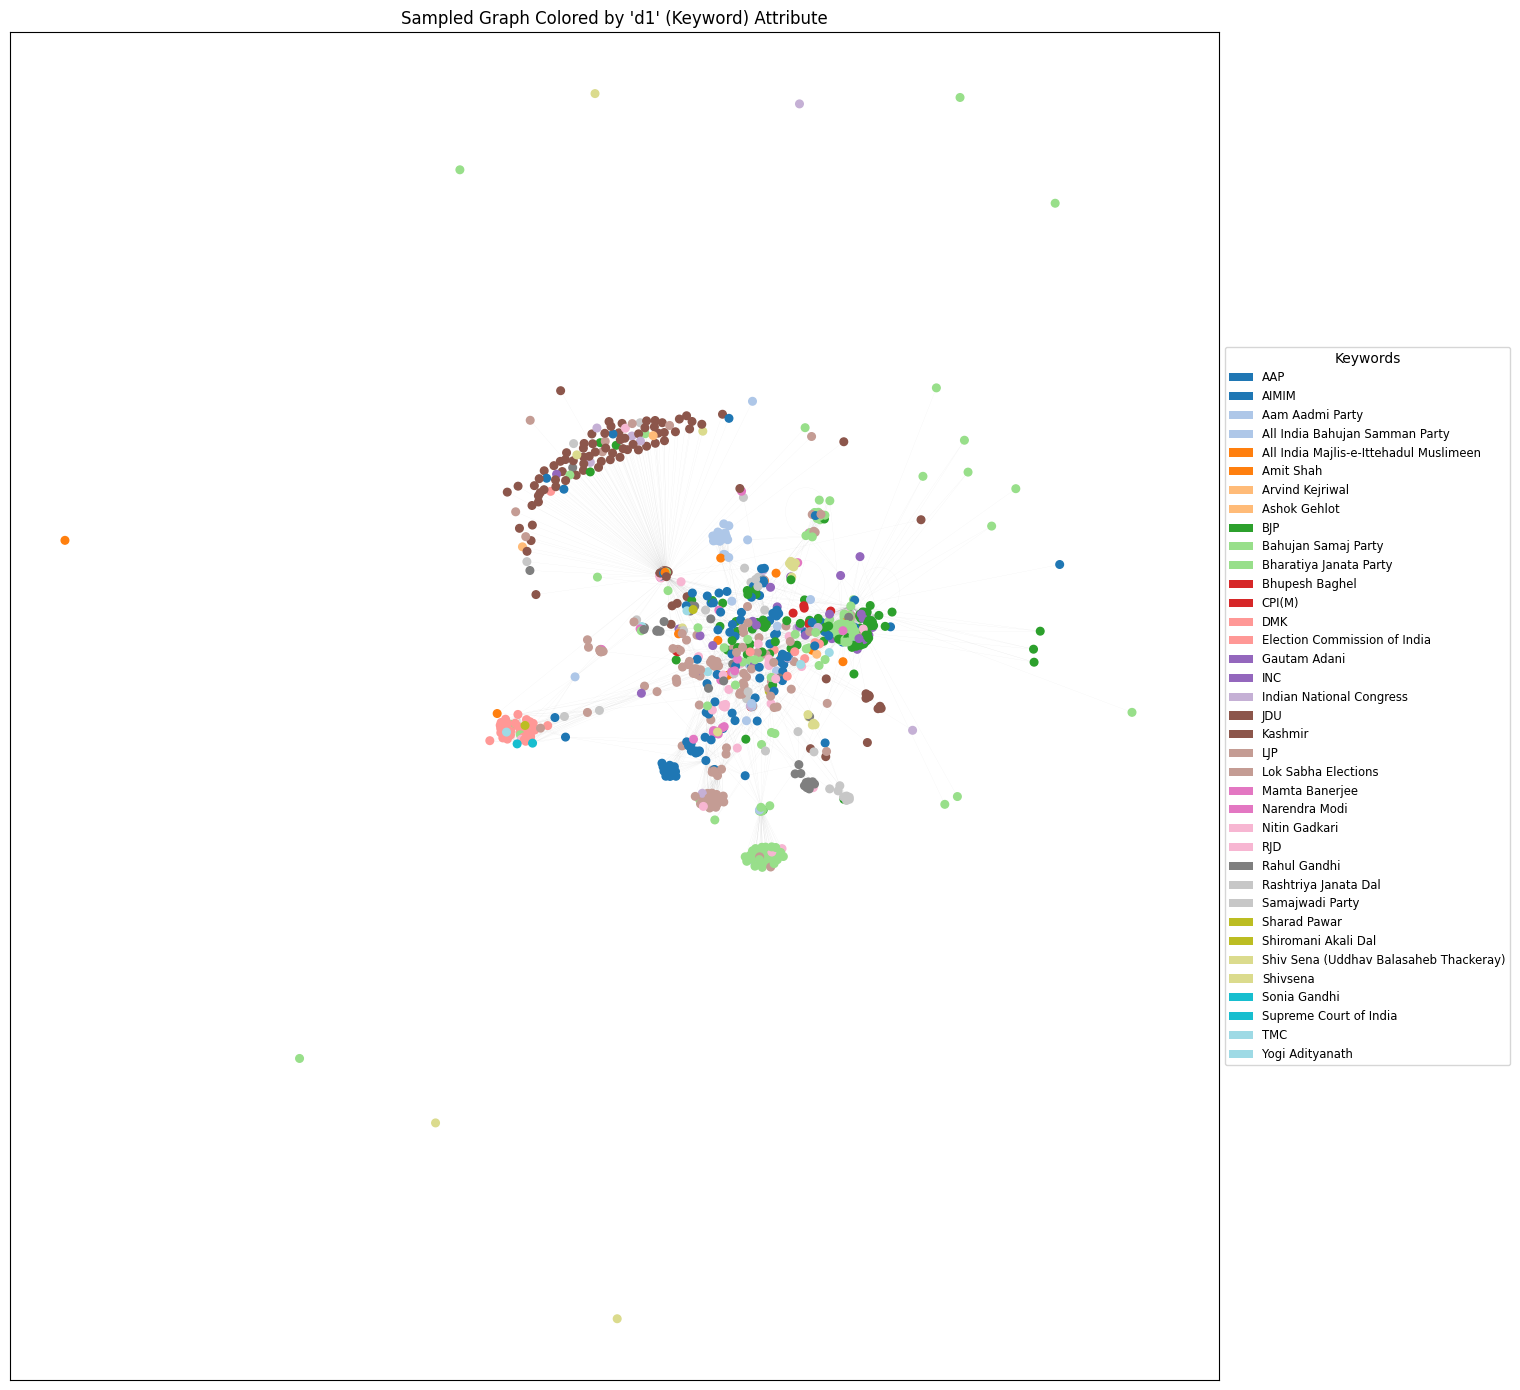 Sampled Graph Colored by 'd1' (Keyword) Attribute
Keywords
AAP
AIMIM
Aam Aadmi Party
All India Bahujan Samman Party
All India Majlis-e-Ittehadul Muslimeen
Amit Shah
Arvind Kejriwal
Ashok Gehlot
BJP
Bahujan Samaj Party
Bharatiya Janata Party
Bhupesh Baghel
CPI(M)
DMK
Election Commission of India
Gautam Adani
INC
Indian National Congress
JDU
Kashmir
LJP
Lok Sabha Elections
Mamta Banerjee
Narendra Modi
Nitin Gadkari
RJD
Rahul Gandhi
Rashtriya Janata Dal
Samajwadi Party
Sharad Pawar
Shiromani Akali Dal
Shiv Sena (Uddhav Balasaheb Thackeray)
Shivsena
Sonia Gandhi
Supreme Court of India
TMC
Yogi Adityanath